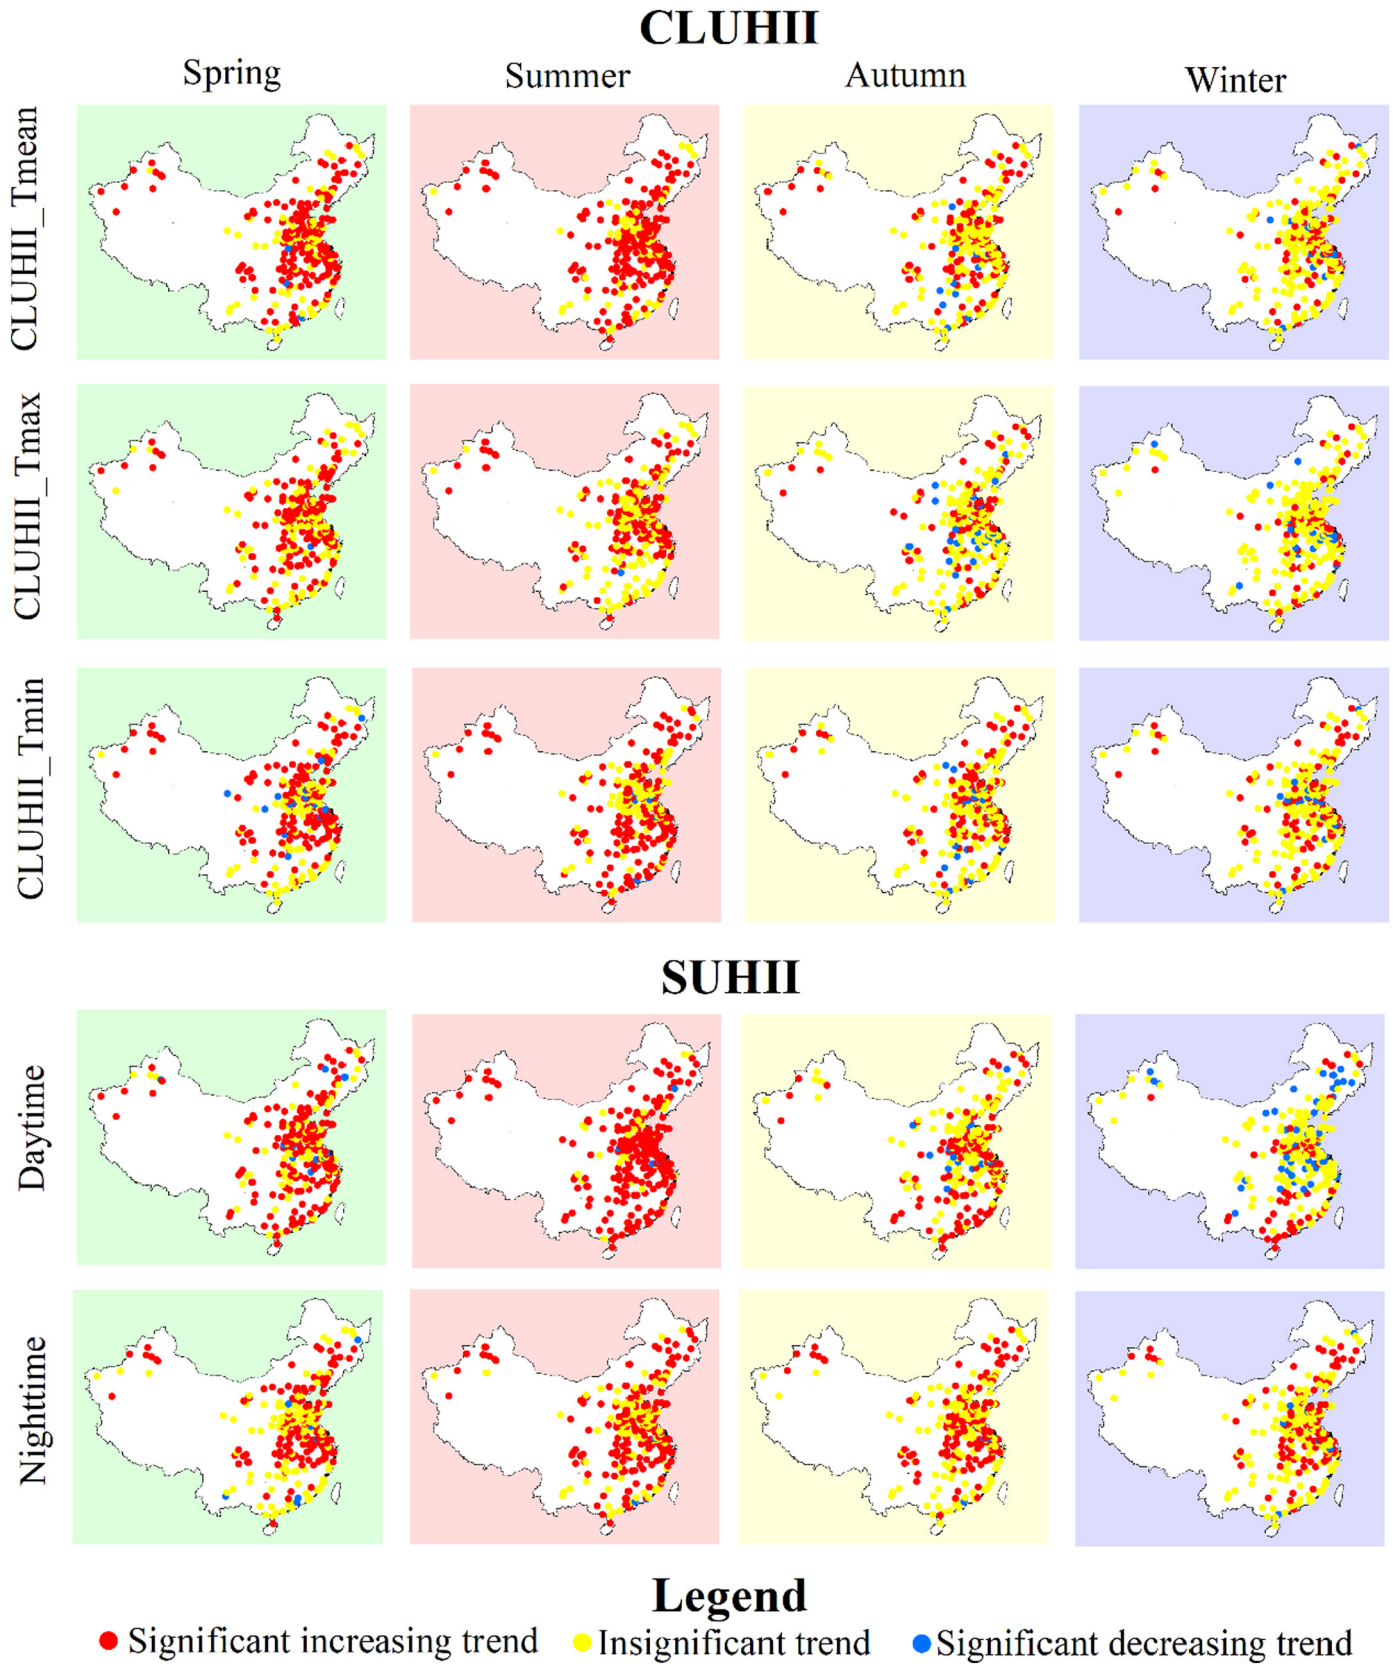 CLUHII
Spring Summer Autumn Winter
CLUHII_Tmean
CLUHII_Tmax
CLUHII_Tmin
SUHII
Daytime
Nighttime
Legend
Significant increasing trend Insignificant trend Significant decreasing trend